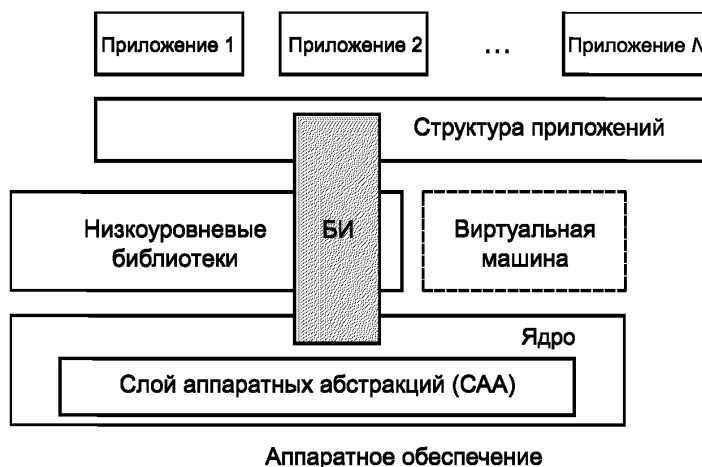 Приложение 1 Приложение 2 ... Приложение N
Структура приложений
Низкоуровневые
библиотеки
БИ
Виртуальная
машина
Ядро
Слой аппаратных абстракций (САА)
Аппаратное обеспечение